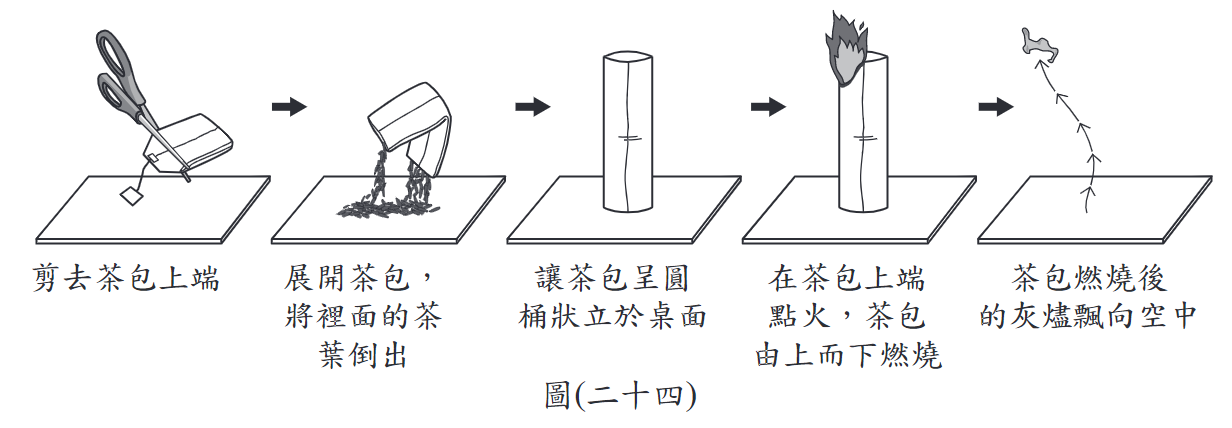 剪去茶包上端
展開茶包，
將裡面的茶
葉倒出
讓茶包呈圓
桶狀立於桌面
在茶包上端
點火，茶包
由上而下燃燒
茶包燃燒後
的灰燼飄向空中
圖(二十四)